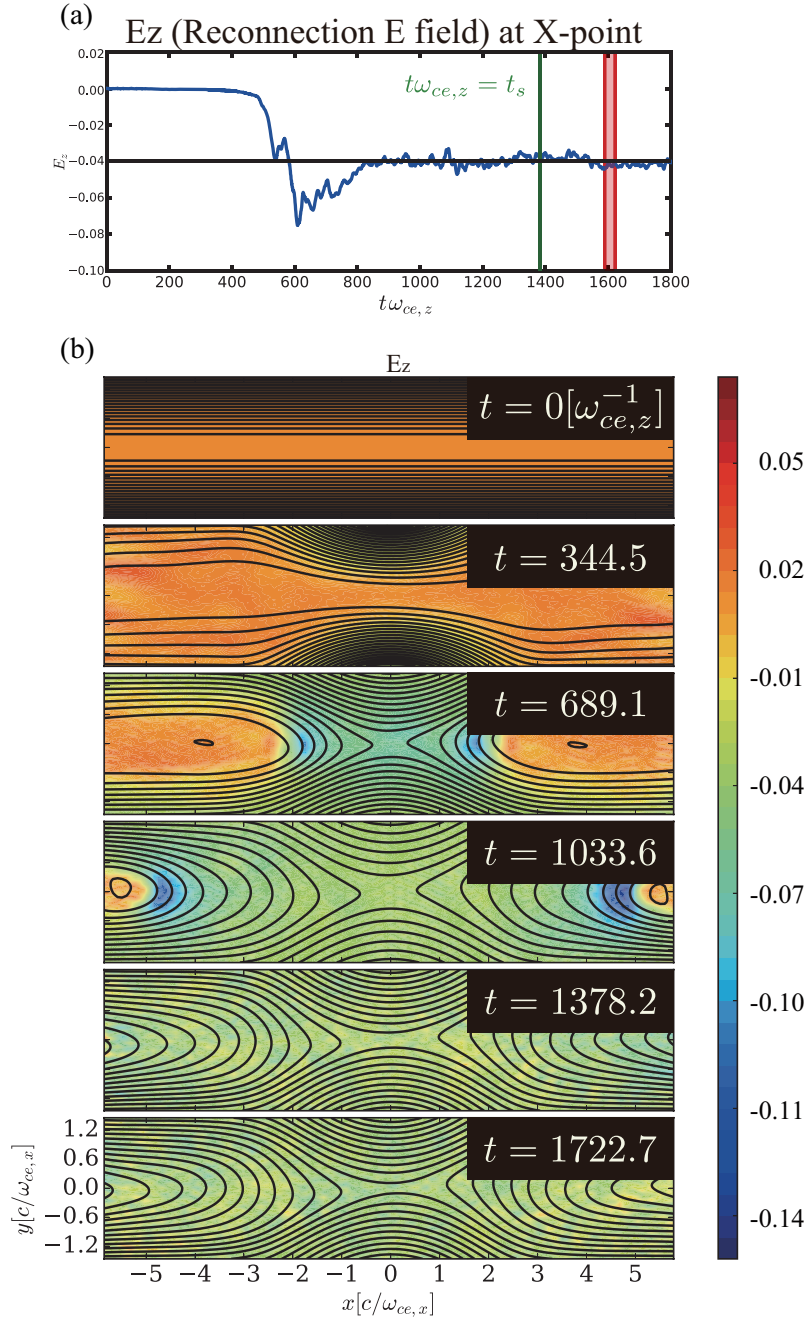 (a)
Ez (Reconnection E field) at X-point
0.02
0.00
−0.02
−0.04
−0.06
−0.08
−0.10
E_z
tω_{ce,z} = t_s
0 200 400 600 800 1000 1200 1400 1600 1800
tω_{ce,z}
(b)
Ez
t = 0[ω_{ce,z}^{-1}]
t = 344.5
t = 689.1
t = 1033.6
t = 1378.2
t = 1722.7
0.05
0.02
-0.01
-0.04
-0.07
-0.10
-0.11
-0.14
1.2
0.6
0.0
−0.6
−1.2
y[c/ω_{ce,x}]
−5 −4 −3 −2 −1 0 1 2 3 4 5
x[c/ω_{ce,x}]